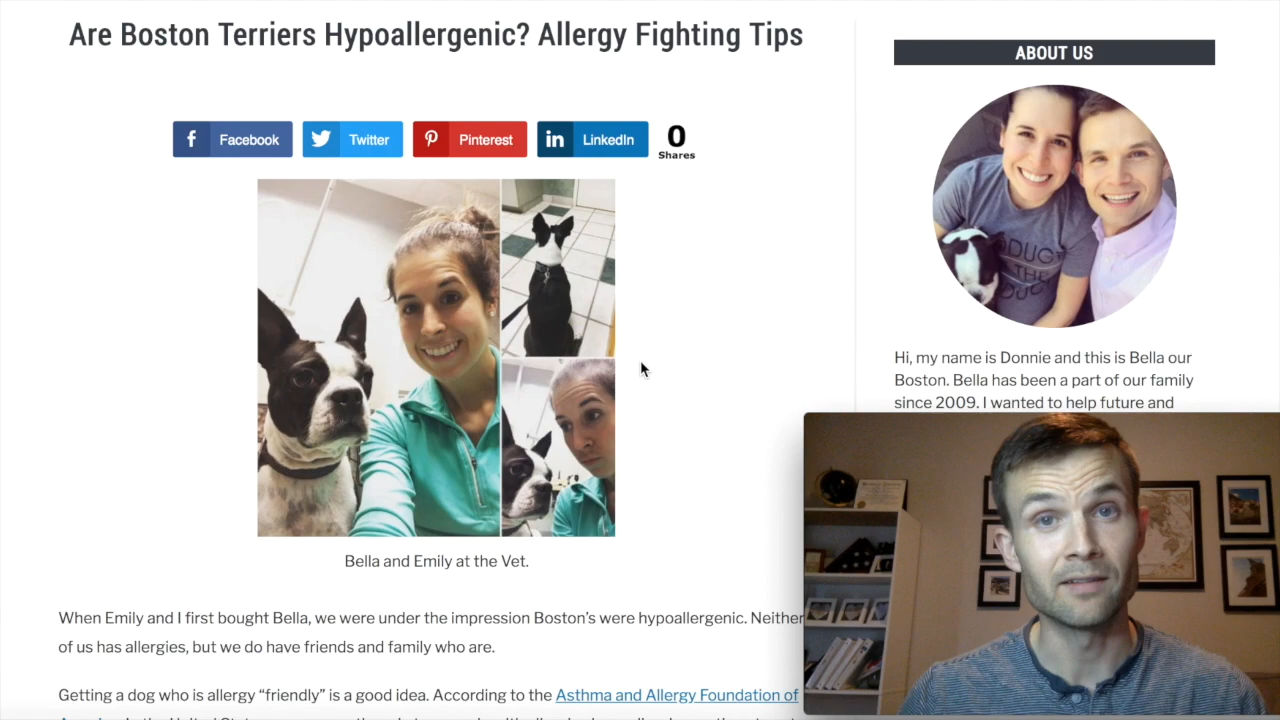 Are Boston Terriers Hypoallergenic? Allergy Fighting Tips
Facebook
Twitter
Pinterest
LinkedIn
0
Shares
Bella and Emily at the Vet.
When Emily and I first bought Bella, we were under the impression Boston's were hypoallergenic. Neither
of us has allergies, but we do have friends and family who are.
Getting a dog who is allergy “friendly” is a good idea. According to the Asthma and Allergy Foundation of
ABOUT US
Hi, my name is Donnie and this is Bella our
Boston. Bella has been a part of our family
since 2009. I wanted to help future and